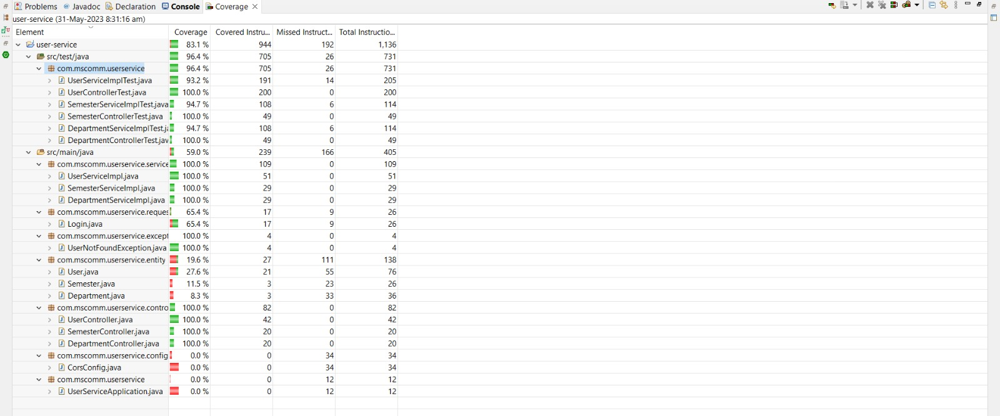 Problems Javadoc Declaration Console Coverage
user-service (31-May-2023 8:31:16 am)
Element Coverage Covered Instru... Missed Instruct... Total Instructio...
user-service 83.1 % 944 192 1,136
src/test/java 96.4 % 705 26 731
com.mscomm.userservice 96.4 % 705 26 731
UserServiceImplTest.java 93.2 % 191 14 205
UserControllerTest.java 100.0 % 200 0 200
SemesterServiceImplTest.java 94.7 % 108 6 114
SemesterControllerTest.java 100.0 % 49 0 49
DepartmentServiceImplTest.ja 94.7 % 108 6 114
DepartmentControllerTest.jav 100.0 % 49 0 49
src/main/java 59.0 % 239 166 405
com.mscomm.userservice.service 100.0 % 109 0 109
UserServiceImpl.java 100.0 % 51 0 51
SemesterServiceImpl.java 100.0 % 29 0 29
DepartmentServiceImpl.java 100.0 % 29 0 29
com.mscomm.userservice.reques 65.4 % 17 9 26
Login.java 65.4 % 17 9 26
com.mscomm.userservice.except 100.0 % 4 0 4
UserNotFoundException.java 100.0 % 4 0 4
com.mscomm.userservice.entity 19.6 % 27 111 138
User.java 27.6 % 21 55 76
Semester.java 11.5 % 3 23 26
Department.java 8.3 % 3 33 36
com.mscomm.userservice.contro 100.0 % 82 0 82
UserController.java 100.0 % 42 0 42
SemesterController.java 100.0 % 20 0 20
DepartmentController.java 100.0 % 20 0 20
com.mscomm.userservice.config 0.0 % 0 34 34
CorsConfig.java 0.0 % 0 34 34
com.mscomm.userservice 0.0 % 0 12 12
UserServiceApplication.java 0.0 % 0 12 12